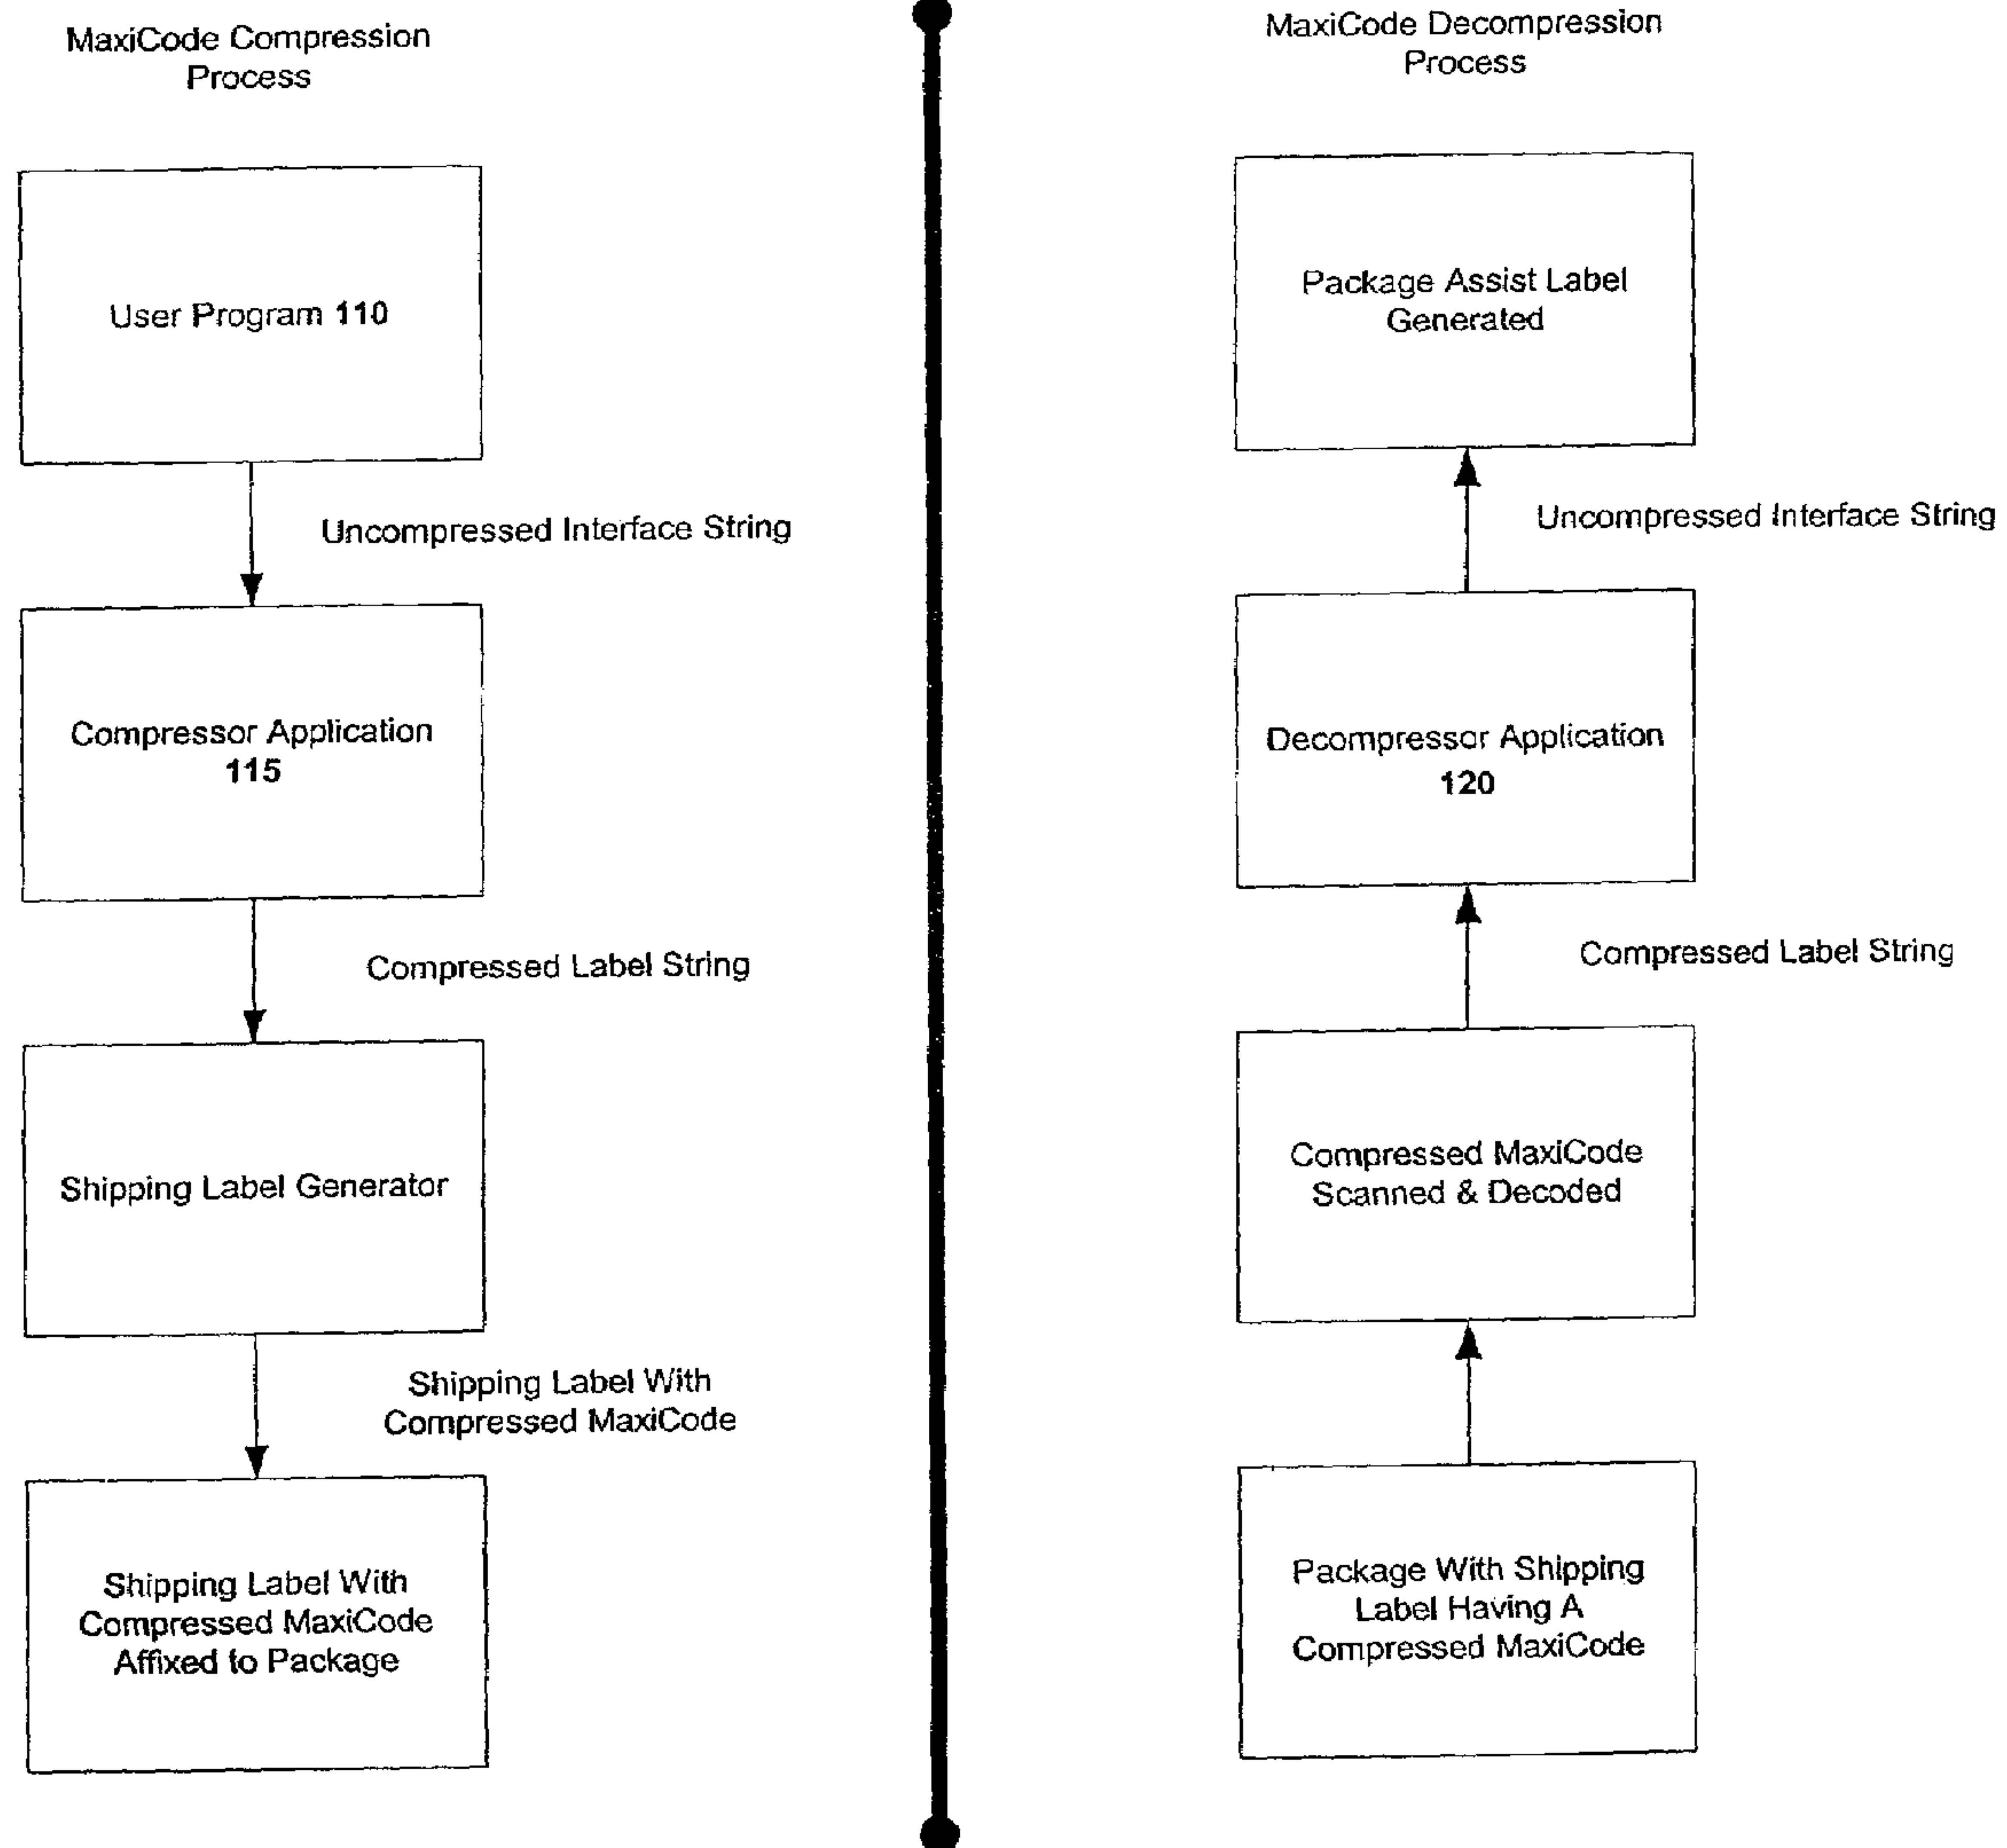 MaxiCode Compression
Process
User Program 110
Uncompressed Interface String
Compressor Application
115
Compressed Label String
Shipping Label Generator
Shipping Label With
Compressed MaxiCode
Shipping Label With
Compressed MaxiCode
Affixed to Package
MaxiCode Decompression
Process
Package Assist Label
Generated
Uncompressed Interface String
Decompressor Application
120
Compressed Label String
Compressed MaxiCode
Scanned & Decoded
Package With Shipping
Label Having A
Compressed MaxiCode